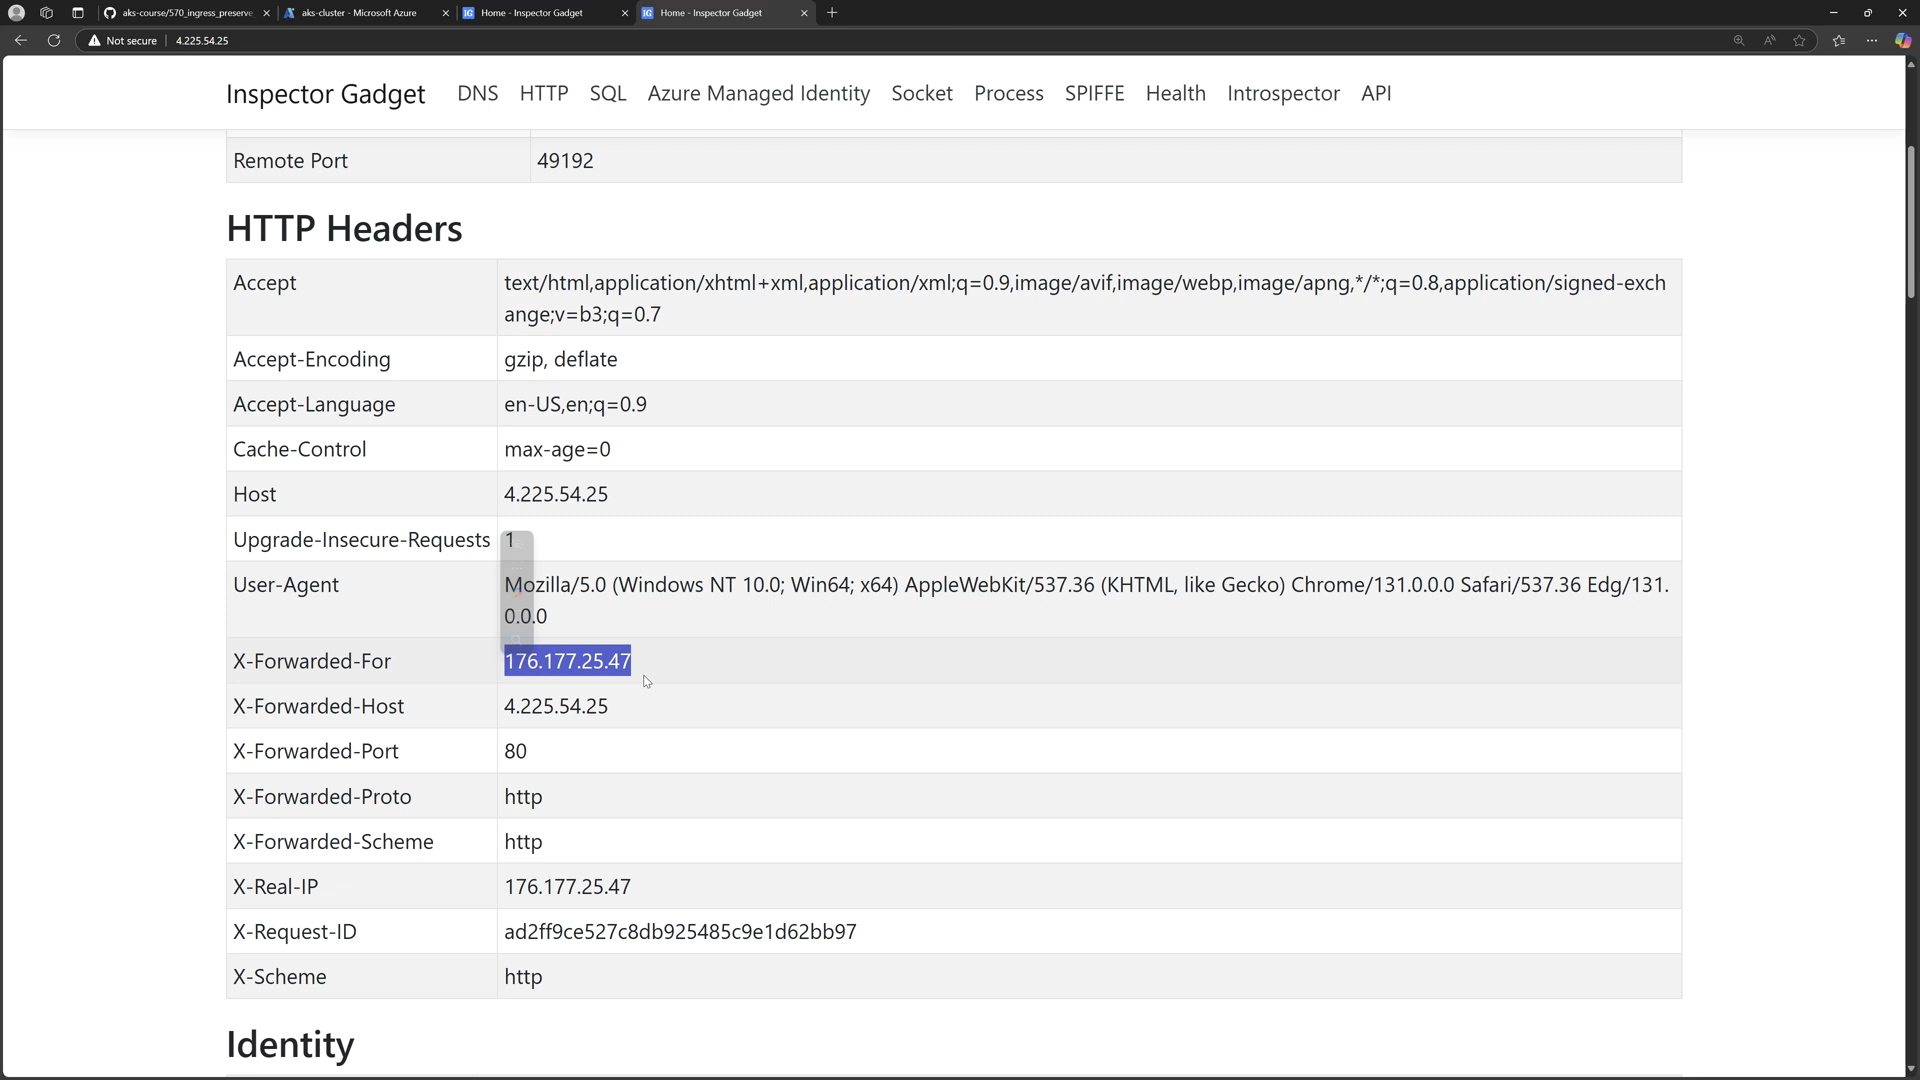 aks-course/570_ingress_preserve
aks-cluster - Microsoft Azure
Home - Inspector Gadget
Home - Inspector Gadget
Not secure
4.225.54.25
Inspector Gadget
DNS
HTTP
SQL
Azure Managed Identity
Socket
Process
SPIFFE
Health
Introspector
API
Remote Port
49192
HTTP Headers
Accept
text/html,application/xhtml+xml,application/xml;q=0.9,image/avif,image/webp,image/apng,*/*;q=0.8,application/signed-exch
ange;v=b3;q=0.7
Accept-Encoding
gzip, deflate
Accept-Language
en-US,en;q=0.9
Cache-Control
max-age=0
Host
4.225.54.25
Upgrade-Insecure-Requests
1
User-Agent
Mozilla/5.0 (Windows NT 10.0; Win64; x64) AppleWebKit/537.36 (KHTML, like Gecko) Chrome/131.0.0.0 Safari/537.36 Edg/131.
0.0.0
X-Forwarded-For
176.177.25.47
X-Forwarded-Host
4.225.54.25
X-Forwarded-Port
80
X-Forwarded-Proto
http
X-Forwarded-Scheme
http
X-Real-IP
176.177.25.47
X-Request-ID
ad2ff9ce527c8db925485c9e1d62bb97
X-Scheme
http
Identity